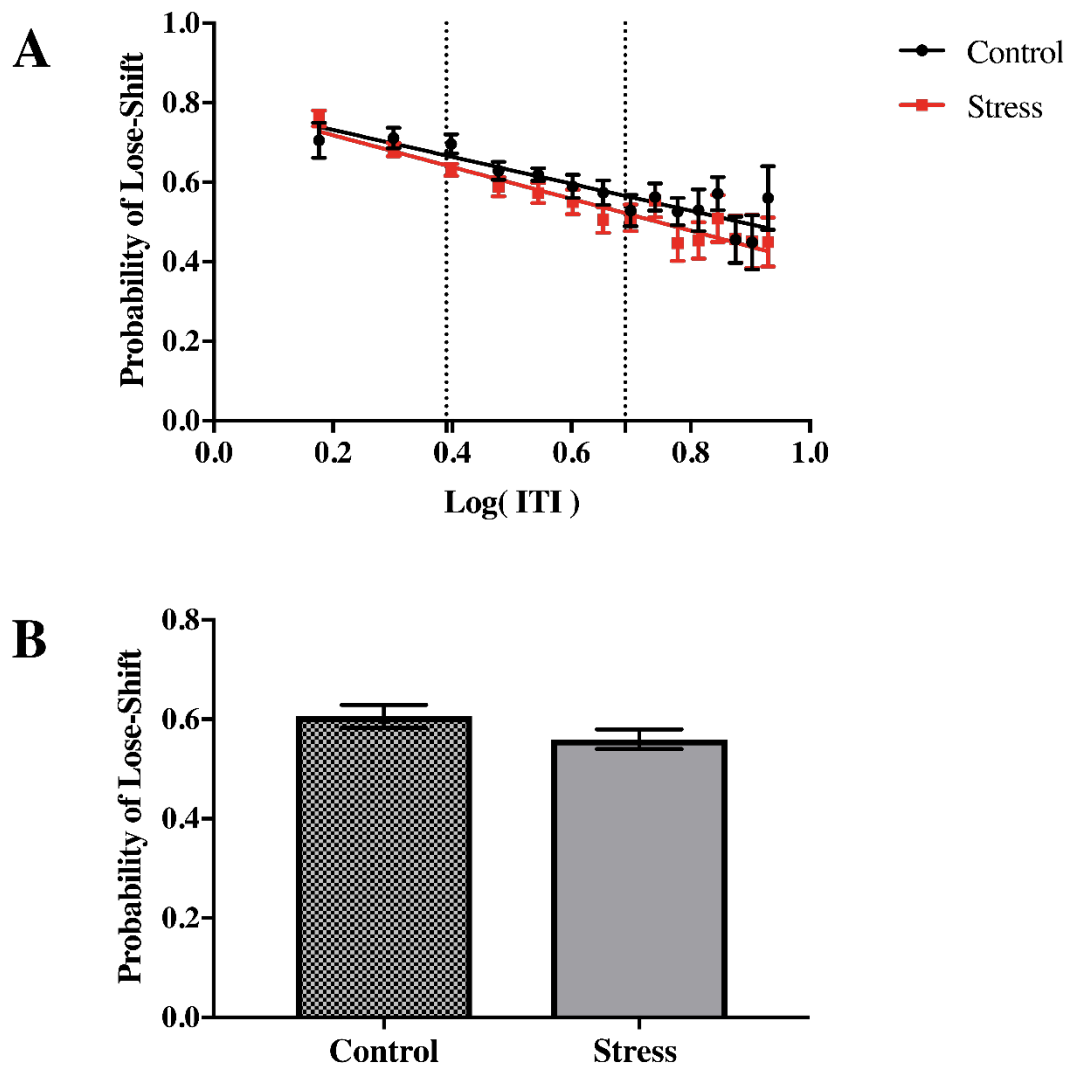 A
Probability of Lose-Shift
1.0
0.8
0.6
0.4
0.2
0.0
0.0 0.2 0.4 0.6 0.8 1.0
Log( ITI )
Control
Stress
B
Probability of Lose-Shift
0.8
0.6
0.4
0.2
0.0
Control Stress